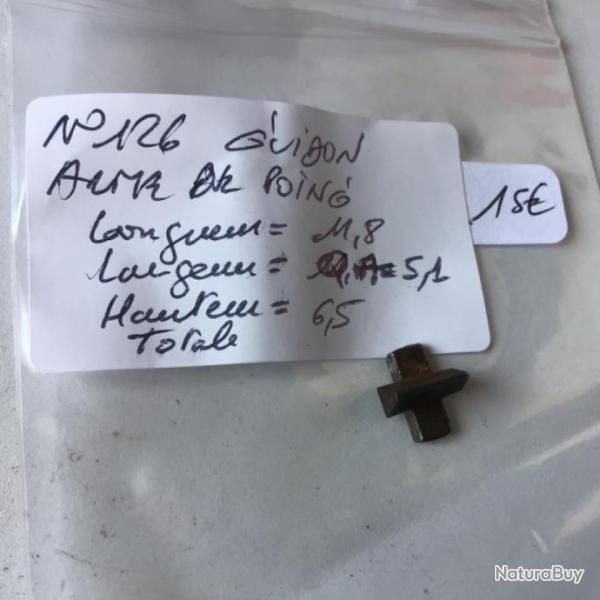 N° 126 GUIDON
ARME DE POING
Longueur = 11,8
Largeur = 5,1
Hauteur = 6,5
Totale
15€
NaturaBuy